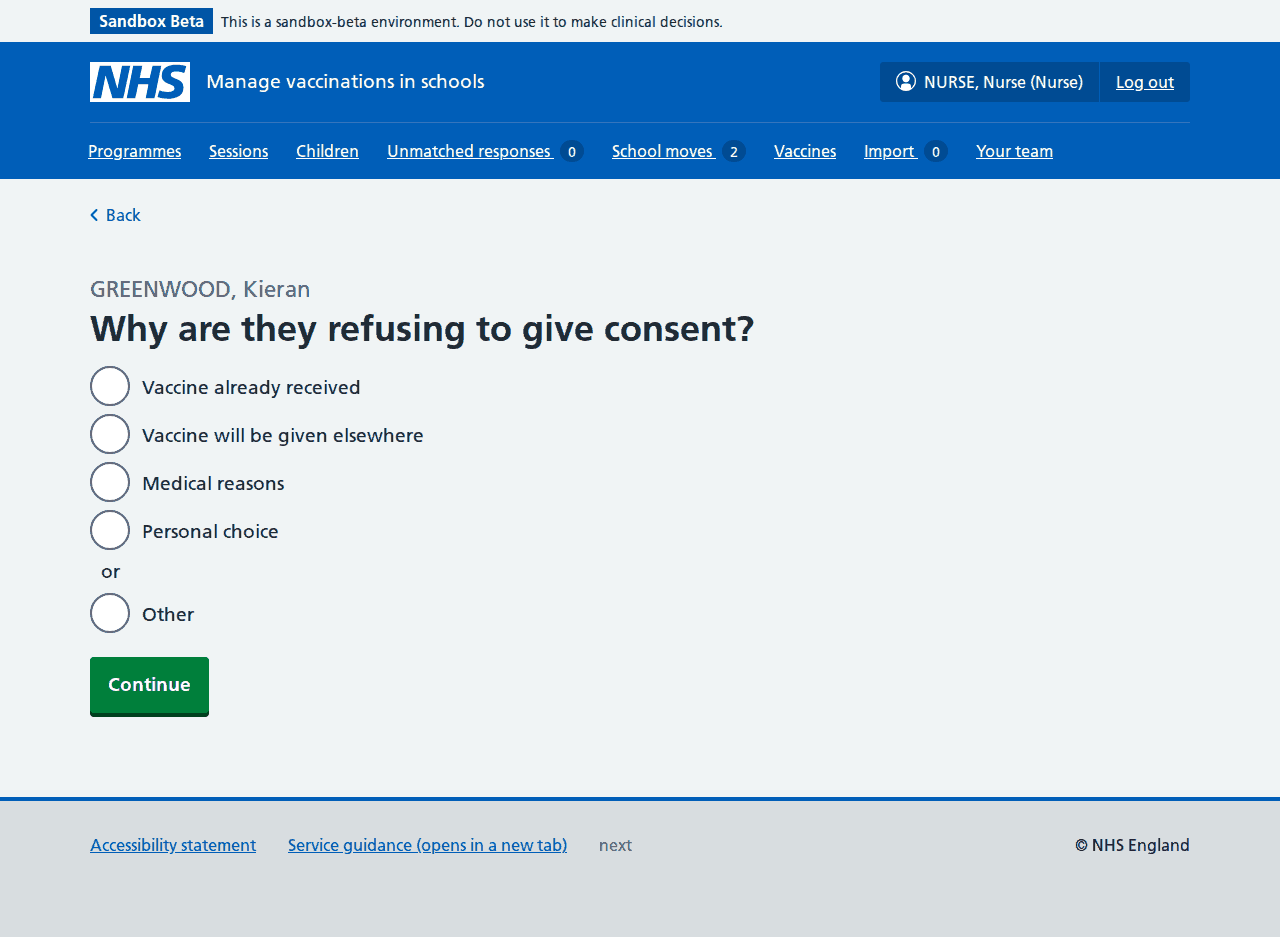 Sandbox Beta This is a sandbox-beta environment. Do not use it to make clinical decisions.
NHS Manage vaccinations in schools NURSE, Nurse (Nurse) Log out
Programmes Sessions Children Unmatched responses 0 School moves 2 Vaccines Import 0 Your team
Back
GREENWOOD, Kieran
Why are they refusing to give consent?
Vaccine already received
Vaccine will be given elsewhere
Medical reasons
Personal choice
or
Other
Continue
Accessibility statement Service guidance (opens in a new tab) next © NHS England